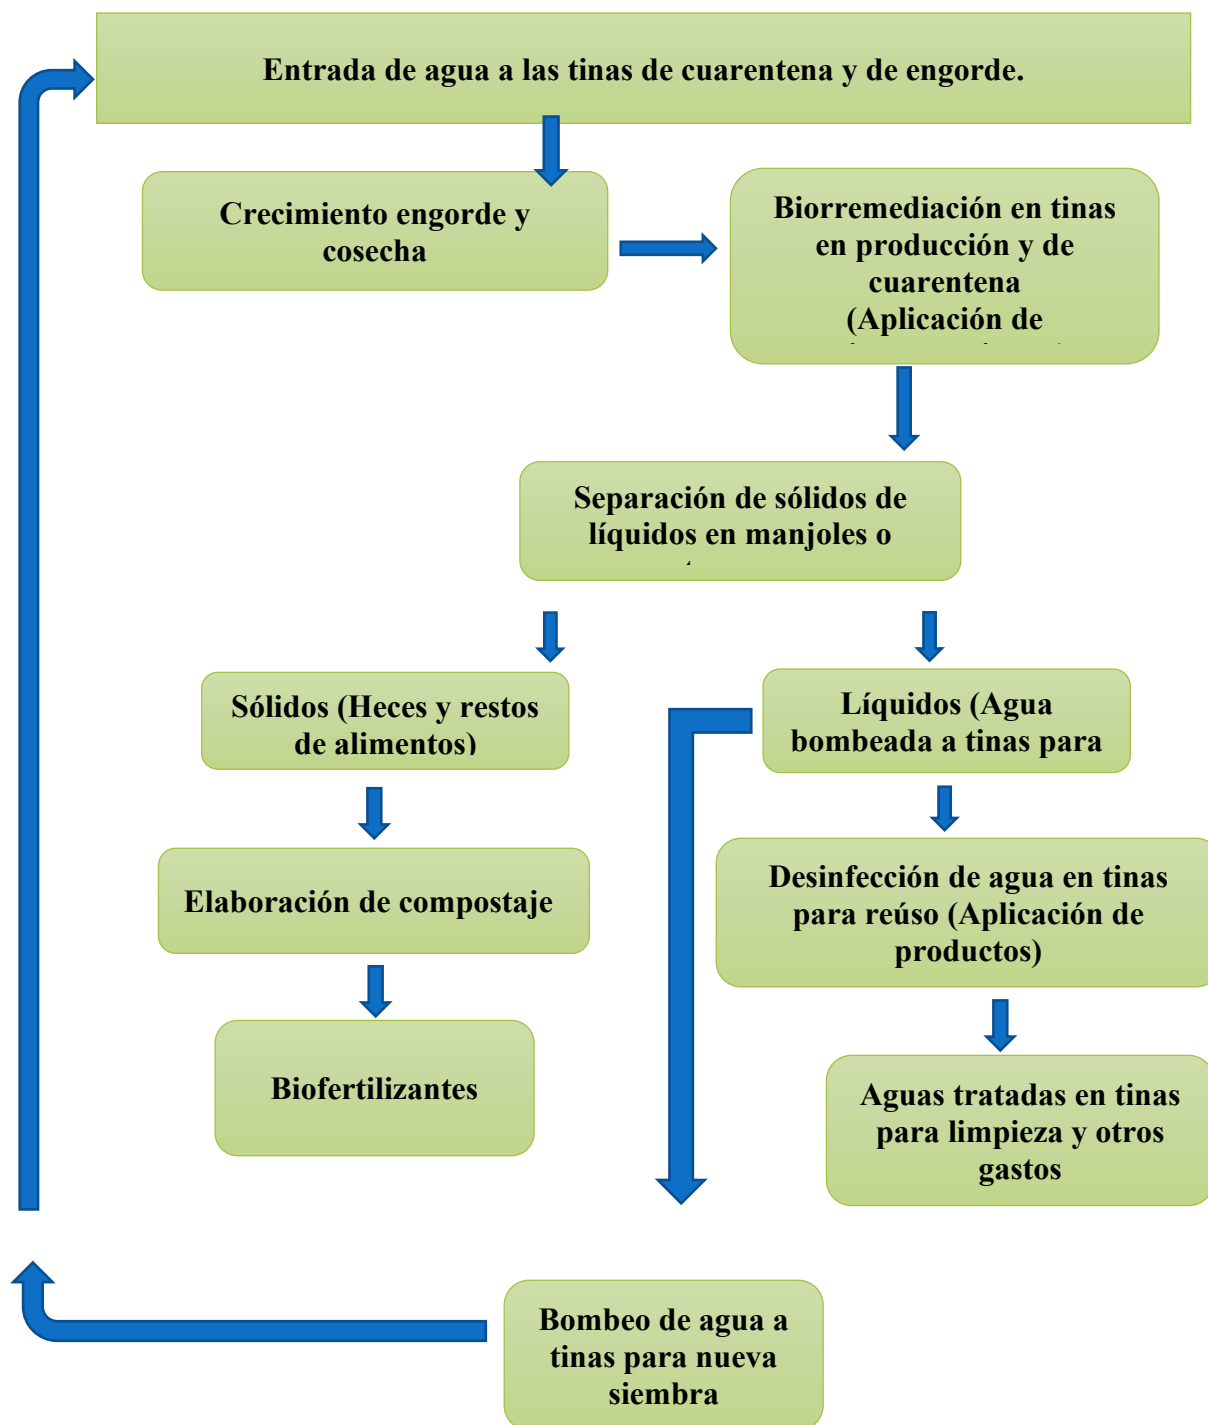 Entrada de agua a las tinas de cuarentena y de engorde.
Crecimiento engorde y
cosecha
Biorremediación en tinas
en producción y de
cuarentena
(Aplicación de
Separación de sólidos de
líquidos en manjoles o
Sólidos (Heces y restos
de alimentos)
Líquidos (Agua
bombeada a tinas para
Elaboración de compostaje
Desinfección de agua en tinas
para reúso (Aplicación de
productos)
Biofertilizantes
Aguas tratadas en tinas
para limpieza y otros
gastos
Bombeo de agua a
tinas para nueva
siembra